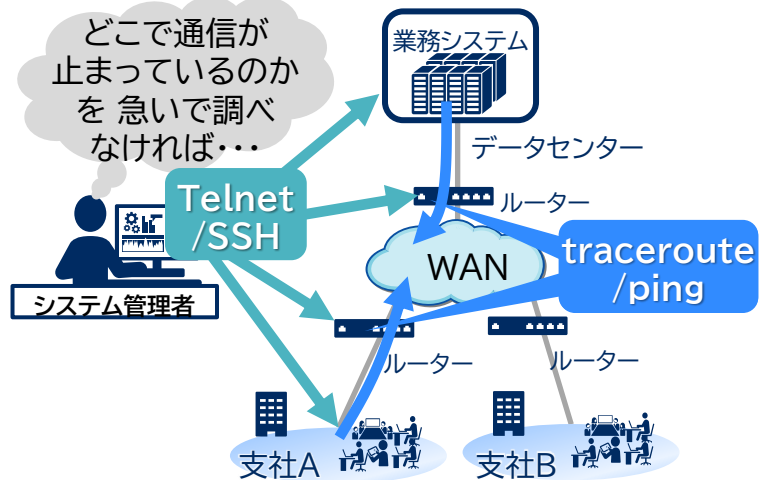 どこで通信が
止まっているのか
を 急いで調べ
なければ・・・
業務システム
データセンター
Telnet
/SSH
ルーター
traceroute
/ping
WAN
システム管理者
ルーター
ルーター
支社A
支社B